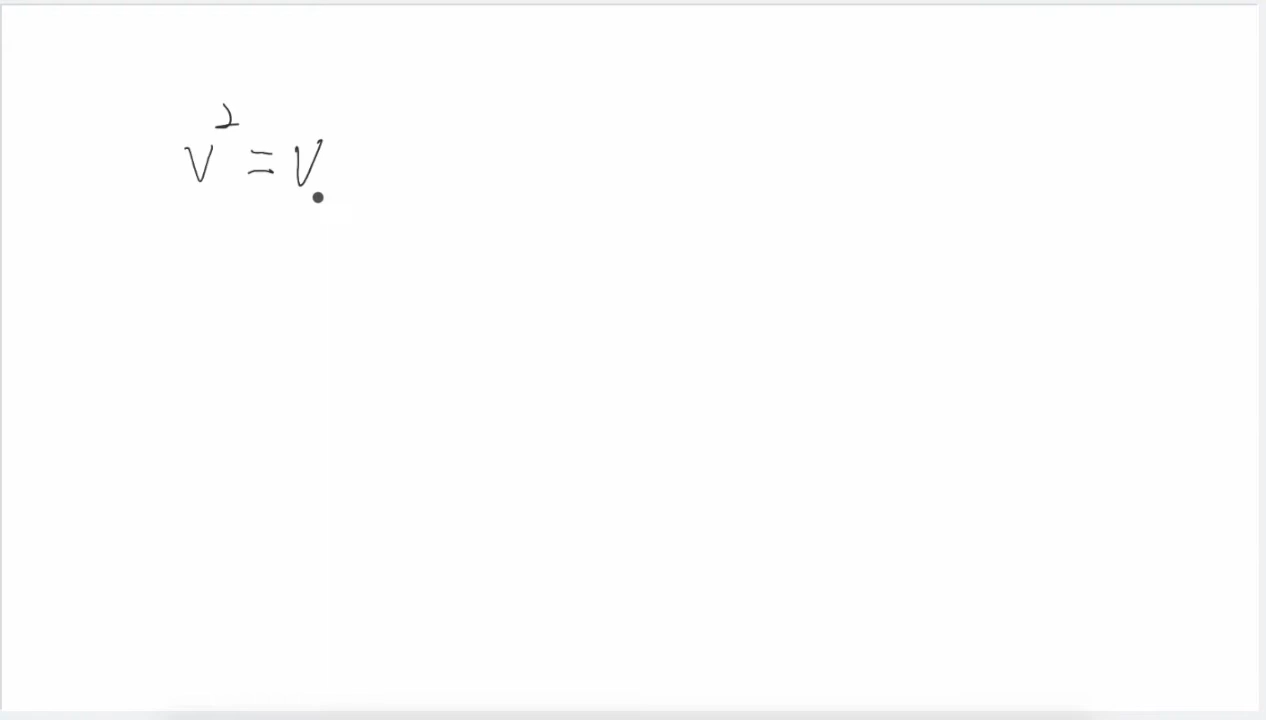 v² = v